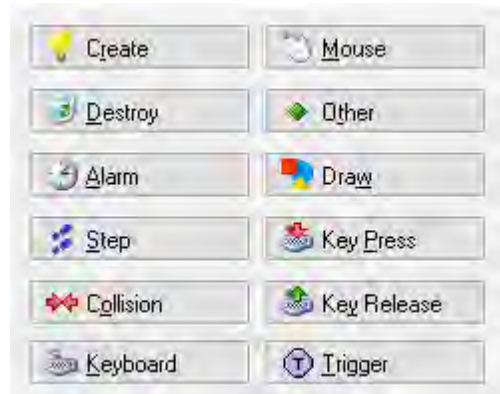 Create
Mouse
Destroy
Other
Alarm
Draw
Step
Key Press
Collision
Key Release
Keyboard
T Trigger